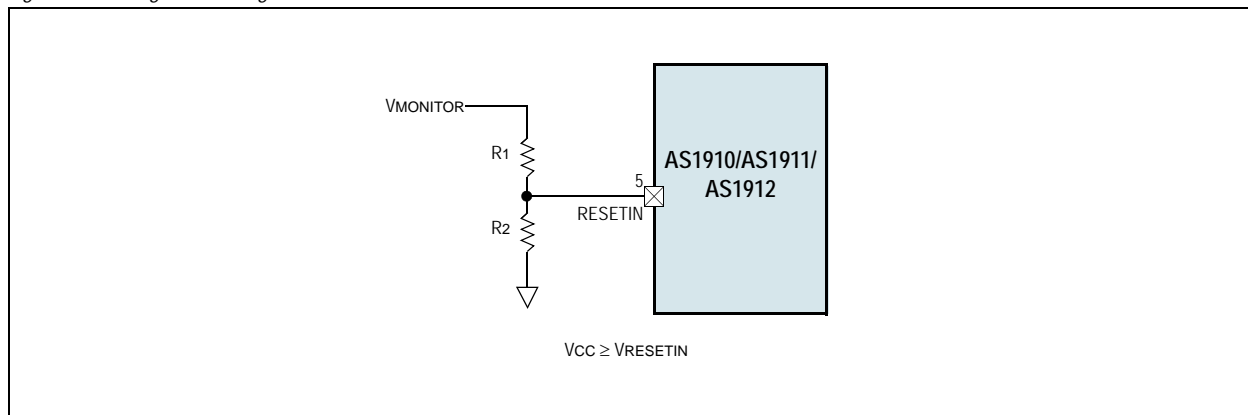 VMONITOR
R1
5
RESETIN
R2
AS1910/AS1911/
AS1912
VCC ≥ VRESETIN